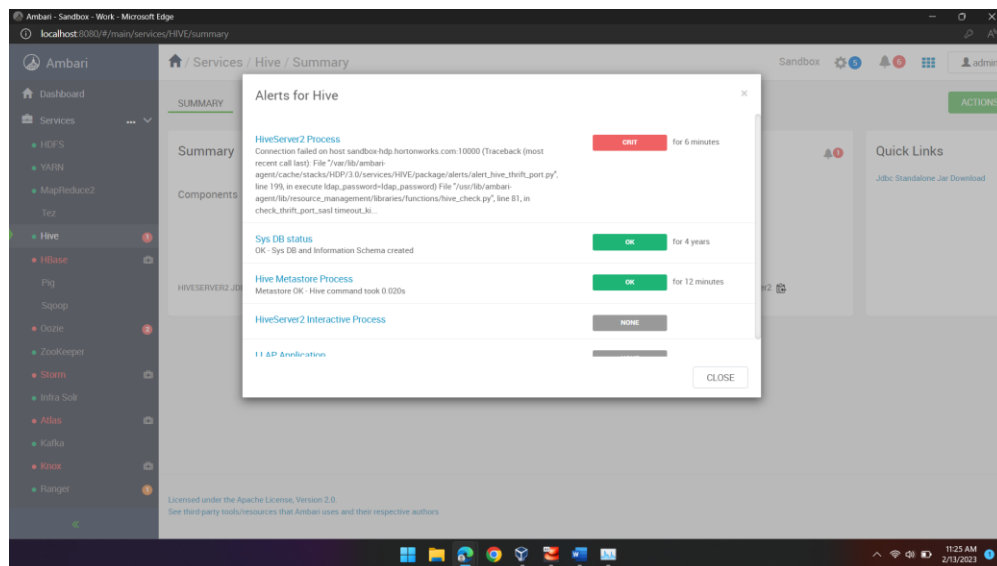 Ambari - Sandbox - Work - Microsoft Edge
localhost:8080/#/main/services/HIVE/summary
Ambari
/ Services / Hive / Summary
Sandbox
5
6
admin
Dashboard
Services
HDFS
YARN
MapReduce2
Tez
Hive
1
HBase
Pig
Sqoop
Oozie
2
ZooKeeper
Storm
Infra Solr
Atlas
Kafka
Knox
Ranger
1
SUMMARY
ACTIONS
Summary
Components
HIVESERVER2 JD
Quick Links
Jdbc Standalone Jar Download
Alerts for Hive
×
HiveServer2 Process
CRIT
for 6 minutes
Connection failed on host sandbox-hdp.hortonworks.com:10000 (Traceback (most
recent call last): File "/var/lib/ambari-
agent/cache/stacks/HDP/3.0/services/HIVE/package/alerts/alert_hive_thrift_port.py",
line 199, in execute ldap_password=ldap_password) File "/usr/lib/ambari-
agent/lib/resource_management/libraries/functions/hive_check.py", line 81, in
check_thrift_port_sasl timeout_ki...
Sys DB status
OK
for 4 years
OK - Sys DB and Information Schema created
Hive Metastore Process
OK
for 12 minutes
Metastore OK - Hive command took 0.020s
HiveServer2 Interactive Process
NONE
LLAP Application
CLOSE
Licensed under the Apache License, Version 2.0.
See third-party tools/resources that Ambari uses and their respective authors
11:25 AM
2/13/2023